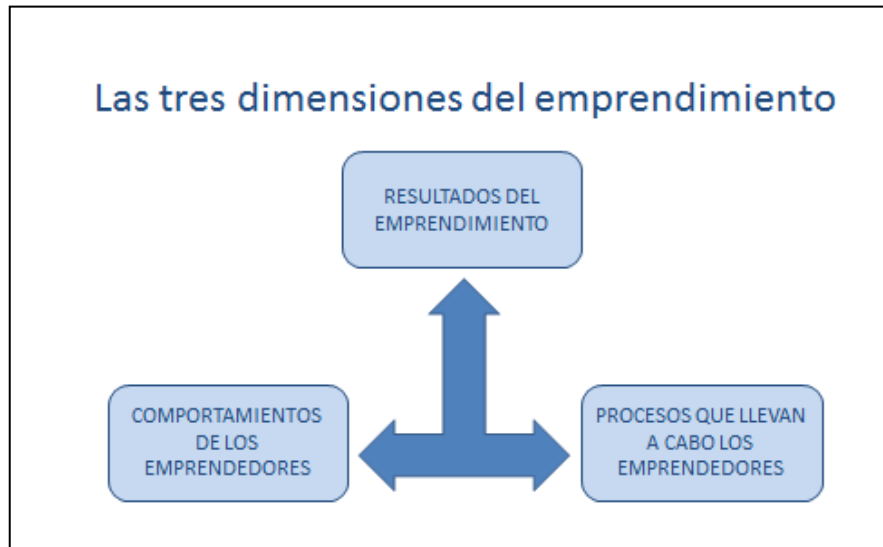 Las tres dimensiones del emprendimiento
RESULTADOS DEL
EMPRENDIMIENTO
COMPORTAMIENTOS
DE LOS
EMPRENDEDORES
PROCESOS QUE LLEVAN
A CABO LOS
EMPRENDEDORES